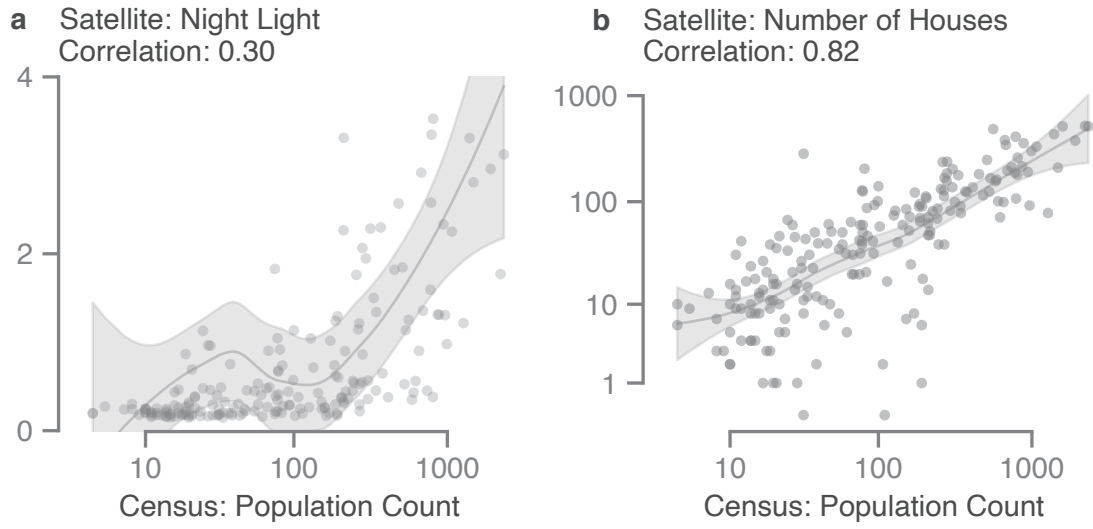 a Satellite: Night Light
Correlation: 0.30
4
2
0
10 100 1000
Census: Population Count
b Satellite: Number of Houses
Correlation: 0.82
1000
100
10
1
10 100 1000
Census: Population Count